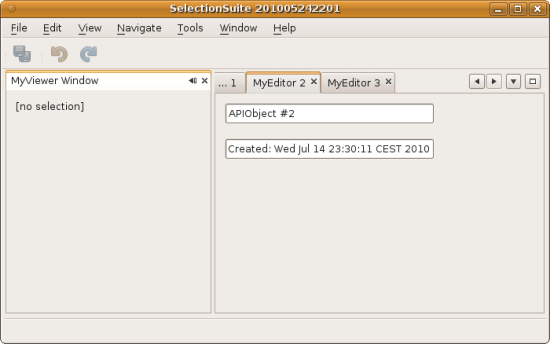 SelectionSuite 201005242201
File Edit View Navigate Tools Window Help
MyViewer Window
... 1 MyEditor 2 MyEditor 3
[no selection]
APIObject #2
Created: Wed Jul 14 23:30:11 CEST 2010